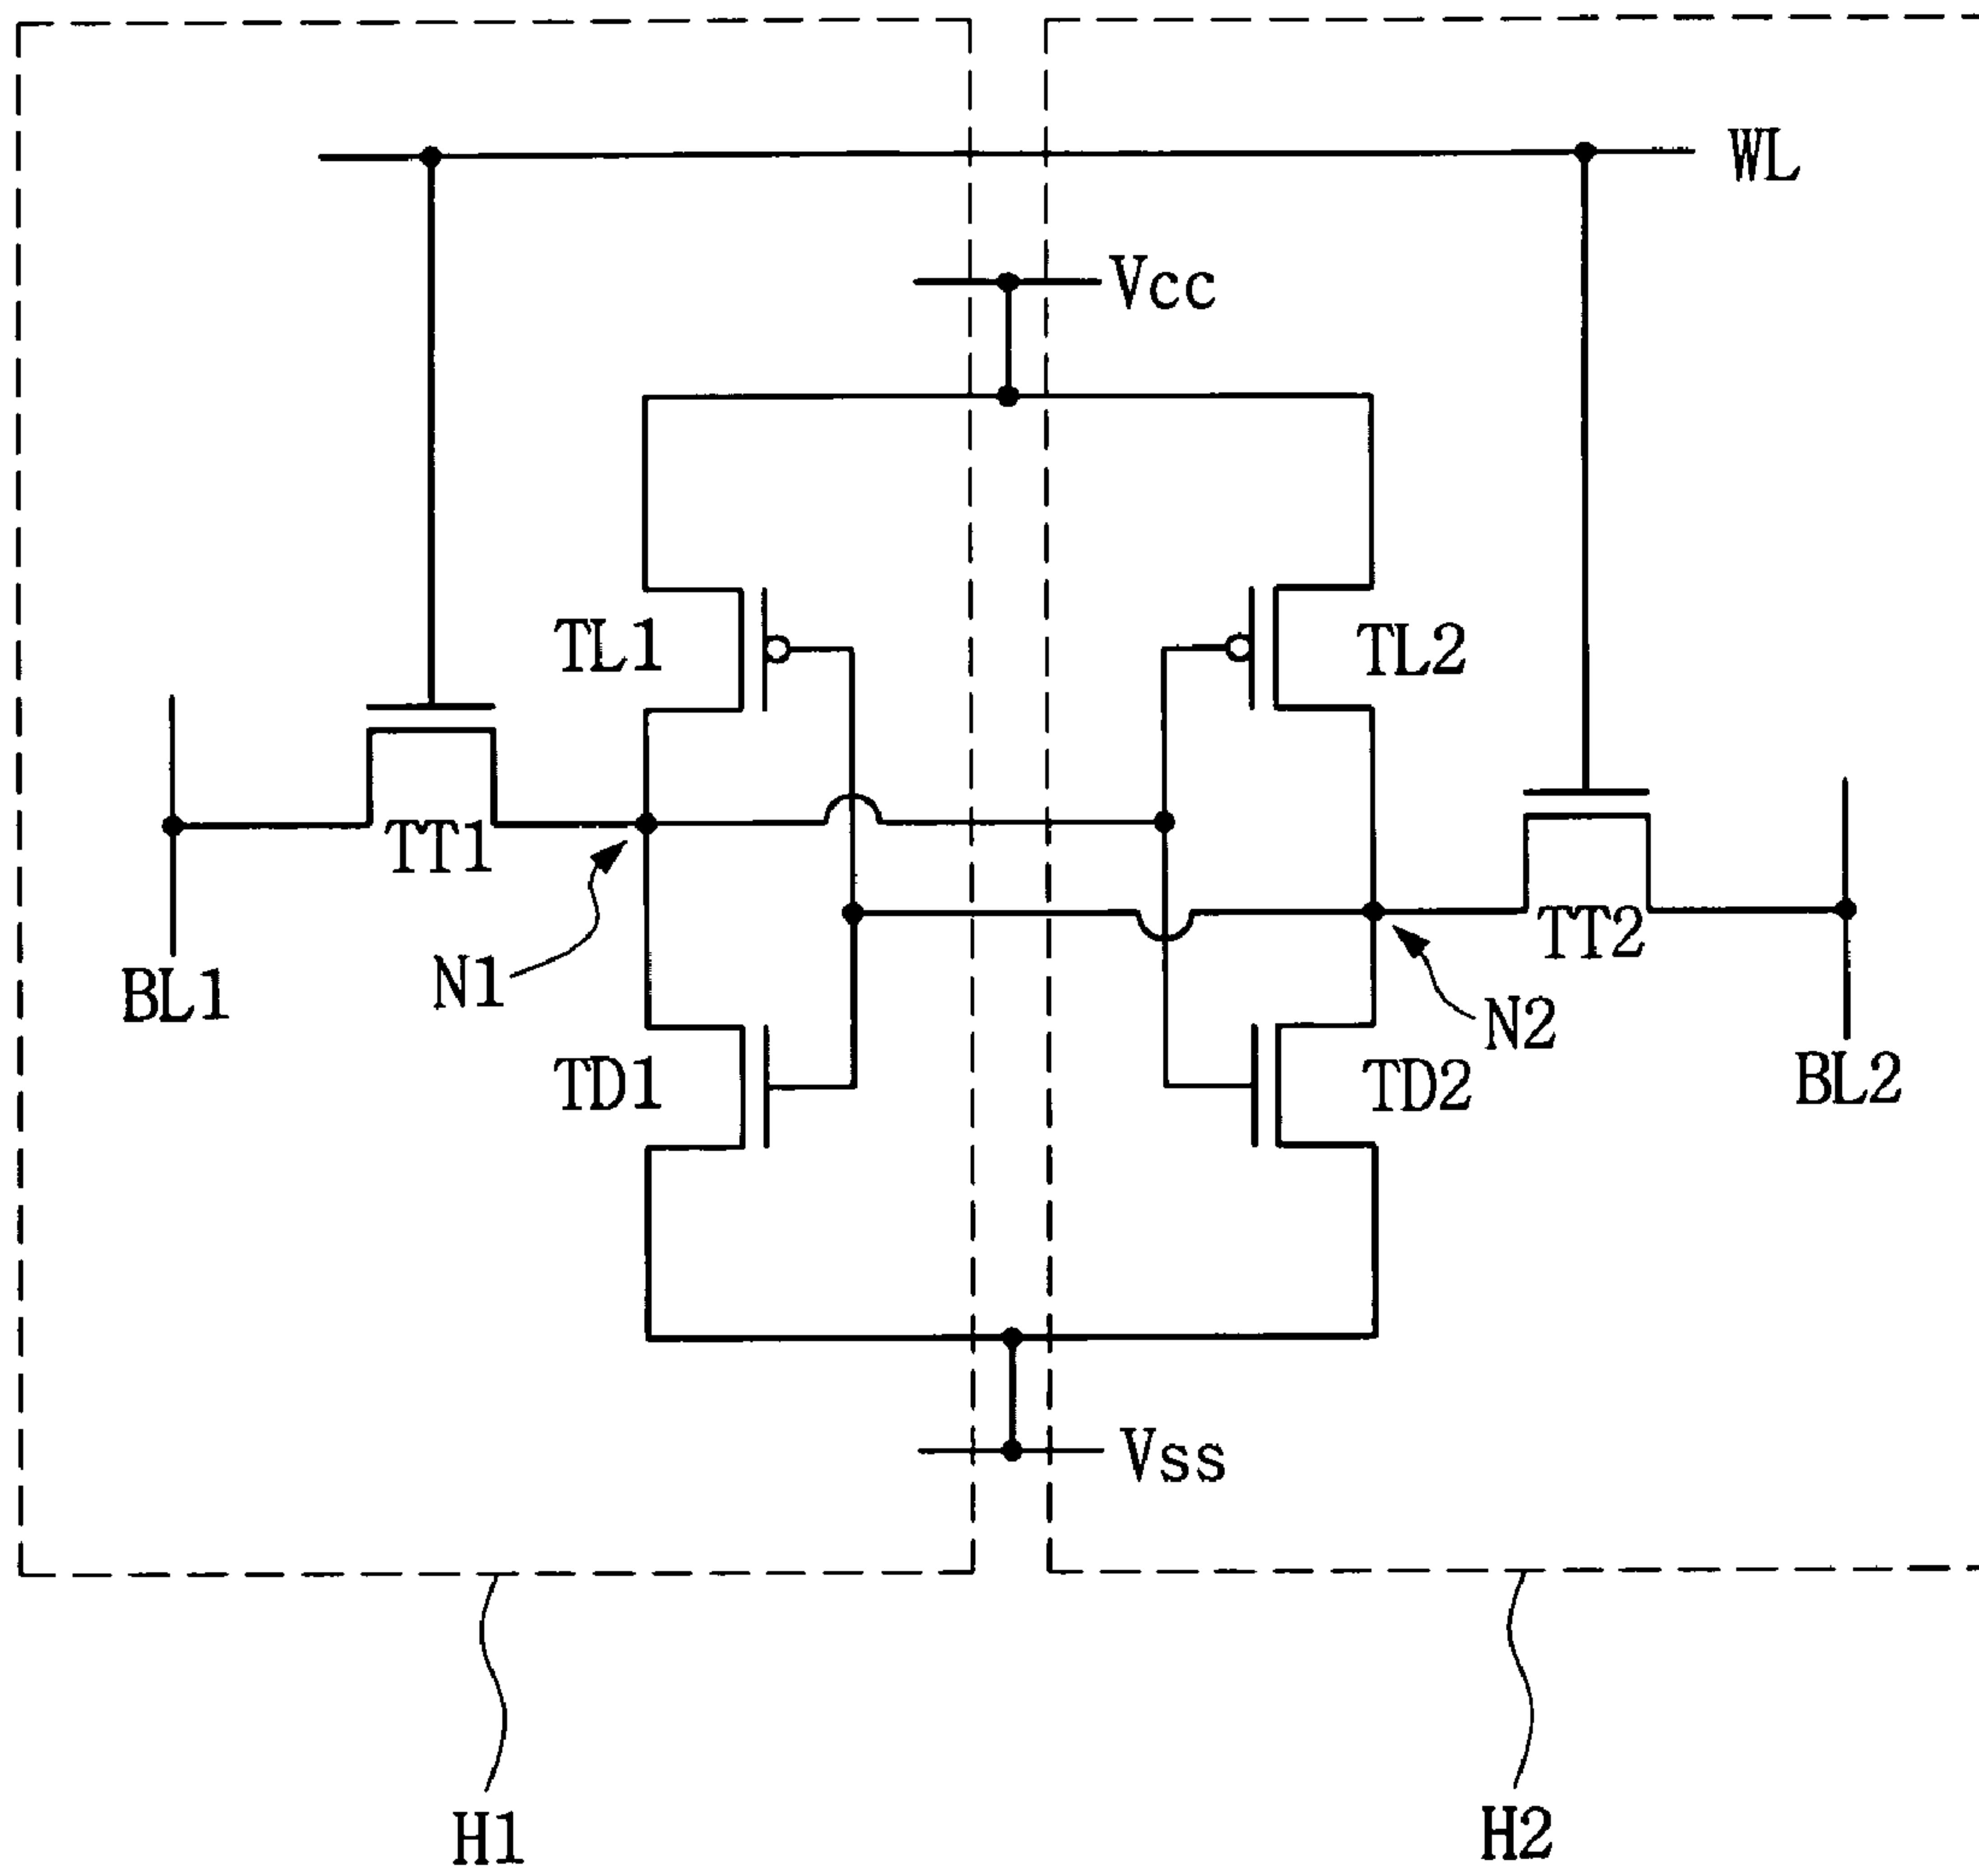 WL
Vcc
TL1
TL2
TT1
TT2
BL1
N1
N2
TD1
TD2
BL2
Vss
H1
H2